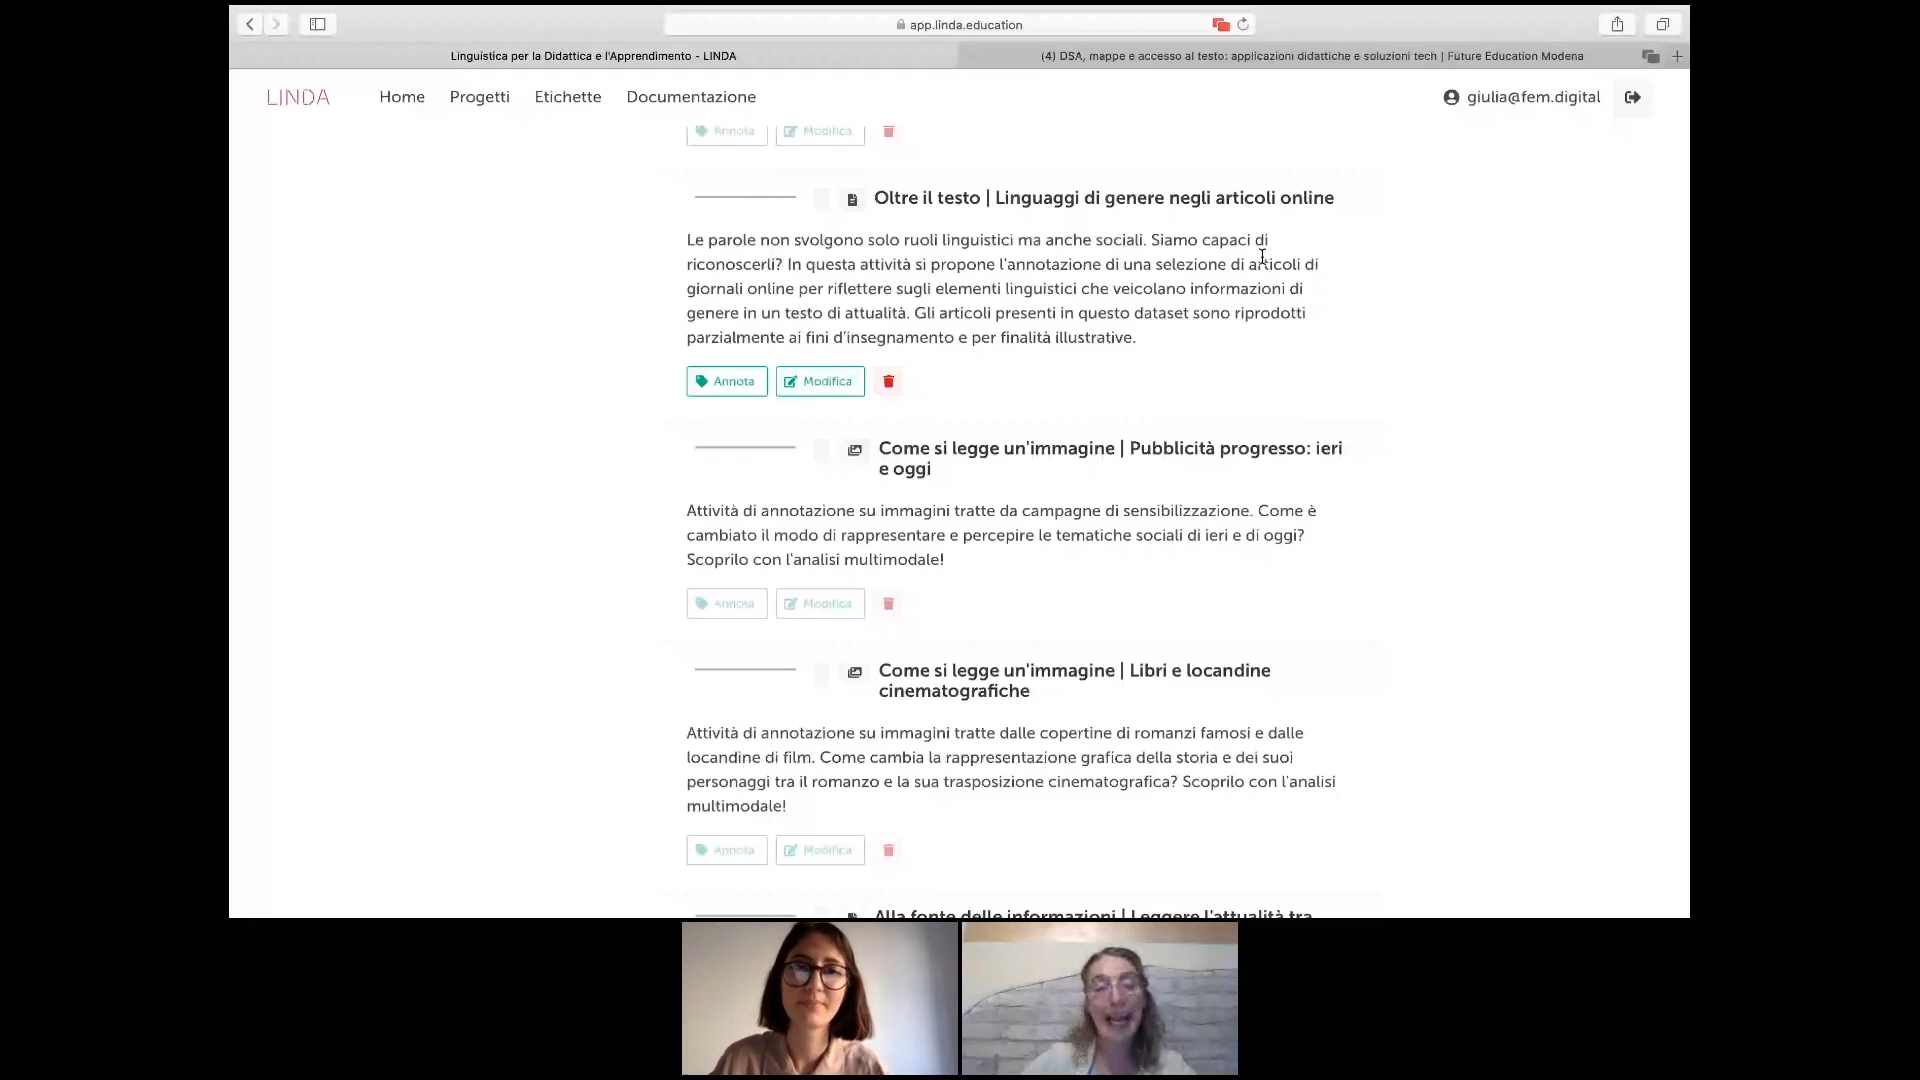 app.linda.education
Linguistica per la Didattica e l'Apprendimento - LINDA
(4) DSA, mappe e accesso al testo: applicazioni didattiche e soluzioni tech | Future Education Modena
LINDA Home Progetti Etichette Documentazione giulia@fem.digital
Annota Modifica
Oltre il testo | Linguaggi di genere negli articoli online
Le parole non svolgono solo ruoli linguistici ma anche sociali. Siamo capaci di
riconoscerli? In questa attività si propone l'annotazione di una selezione di articoli di
giornali online per riflettere sugli elementi linguistici che veicolano informazioni di
genere in un testo di attualità. Gli articoli presenti in questo dataset sono riprodotti
parzialmente ai fini d'insegnamento e per finalità illustrative.
Annota Modifica
Come si legge un'immagine | Pubblicità progresso: ieri
e oggi
Attività di annotazione su immagini tratte da campagne di sensibilizzazione. Come è
cambiato il modo di rappresentare e percepire le tematiche sociali di ieri e di oggi?
Scoprilo con l'analisi multimodale!
Annota Modifica
Come si legge un'immagine | Libri e locandine
cinematografiche
Attività di annotazione su immagini tratte dalle copertine di romanzi famosi e dalle
locandine di film. Come cambia la rappresentazione grafica della storia e dei suoi
personaggi tra il romanzo e la sua trasposizione cinematografica? Scoprilo con l'analisi
multimodale!
Annota Modifica
Alla fonte delle informazioni | Leggere l'attualità tra